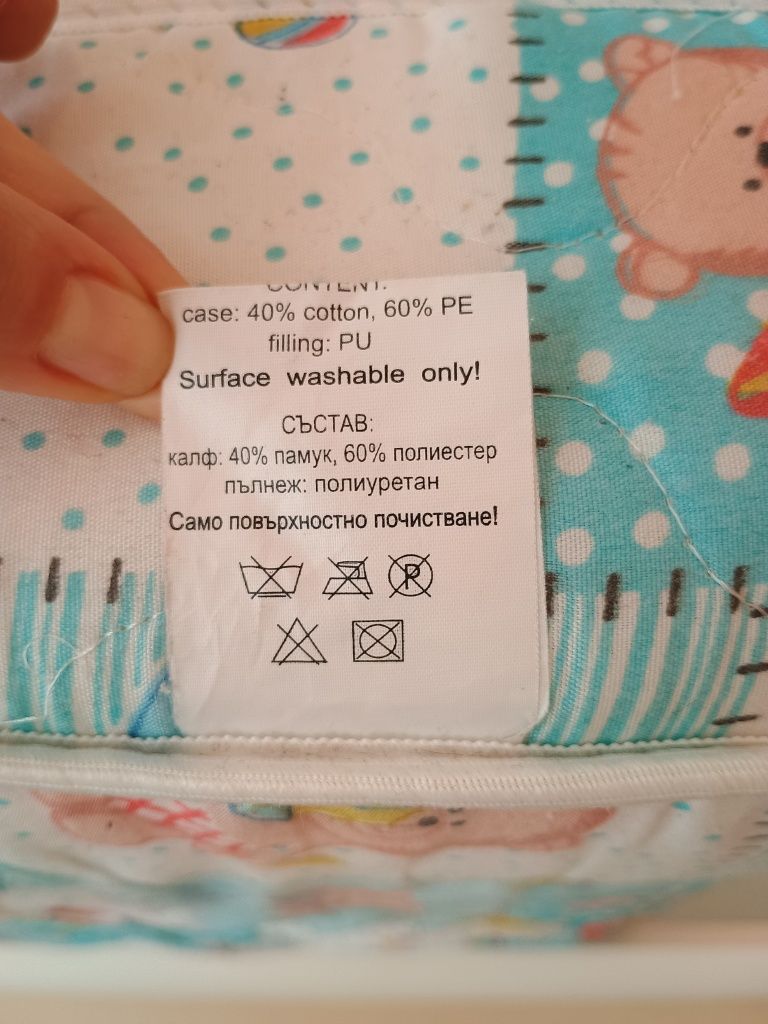 CONTENT:
case: 40% cotton, 60% PE
filling: PU
Surface washable only!
СЪСТАВ:
калф: 40% памук, 60% полиестер
пълнеж: полиуретан
Само повърхностно почистване!
P